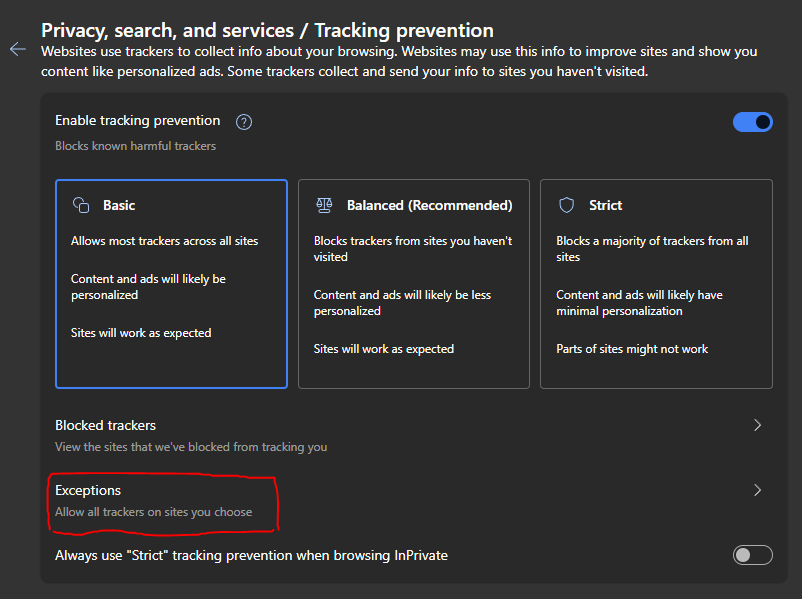 Privacy, search, and services / Tracking prevention
Websites use trackers to collect info about your browsing. Websites may use this info to improve sites and show you
content like personalized ads. Some trackers collect and send your info to sites you haven't visited.
Enable tracking prevention ?
Blocks known harmful trackers
Basic
Allows most trackers across all sites
Content and ads will likely be
personalized
Sites will work as expected
Balanced (Recommended)
Blocks trackers from sites you haven't
visited
Content and ads will likely be less
personalized
Sites will work as expected
Strict
Blocks a majority of trackers from all
sites
Content and ads will likely have
minimal personalization
Parts of sites might not work
Blocked trackers
View the sites that we've blocked from tracking you
Exceptions
Allow all trackers on sites you choose
Always use "Strict" tracking prevention when browsing InPrivate